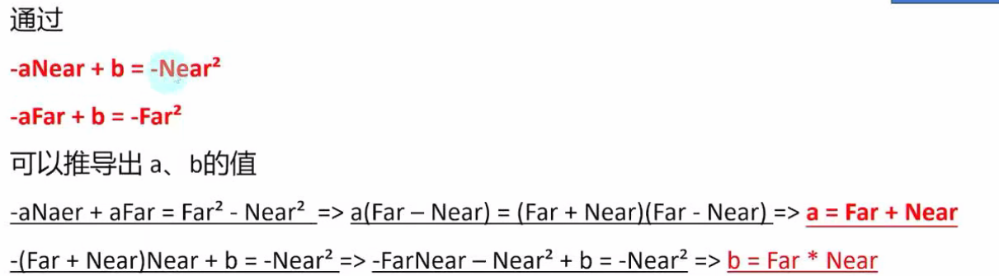 通过
-aNear + b = -Near²
-aFar + b = -Far²
可以推导出 a、b的值
-aNaer + aFar = Far² - Near² => a(Far – Near) = (Far + Near)(Far - Near) => a = Far + Near
-(Far + Near)Near + b = -Near² => -FarNear – Near² + b = -Near² => b = Far * Near